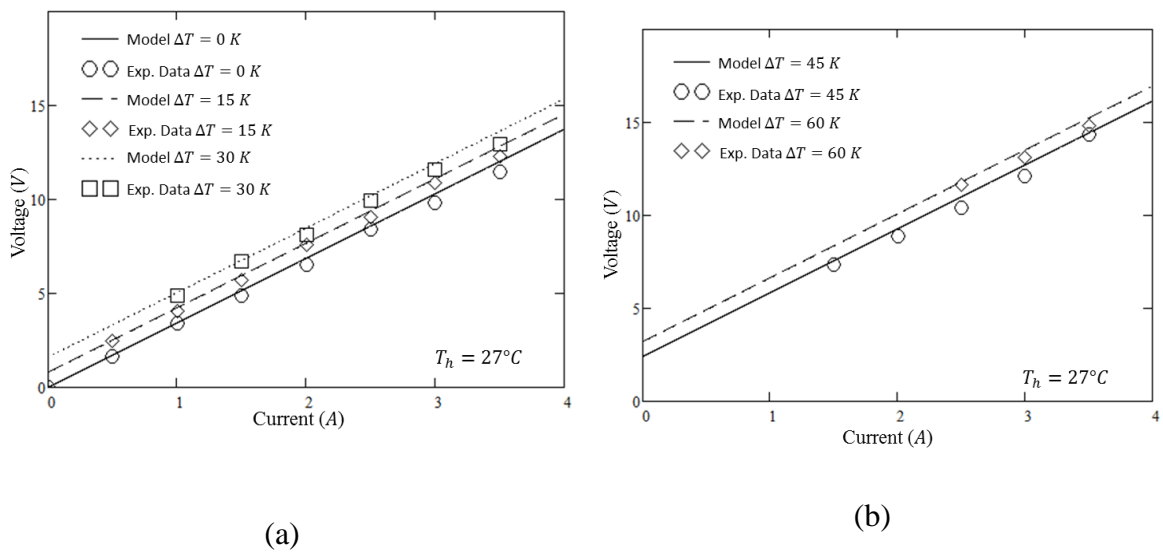 Model ΔT = 0 K
Exp. Data ΔT = 0 K
Model ΔT = 15 K
Exp. Data ΔT = 15 K
Model ΔT = 30 K
Exp. Data ΔT = 30 K
15
10
5
0
Voltage (V)
T_h = 27°C
0 1 2 3 4
Current (A)
(a)
Model ΔT = 45 K
Exp. Data ΔT = 45 K
Model ΔT = 60 K
Exp. Data ΔT = 60 K
15
10
5
0
Voltage (V)
T_h = 27°C
0 1 2 3 4
Current (A)
(b)